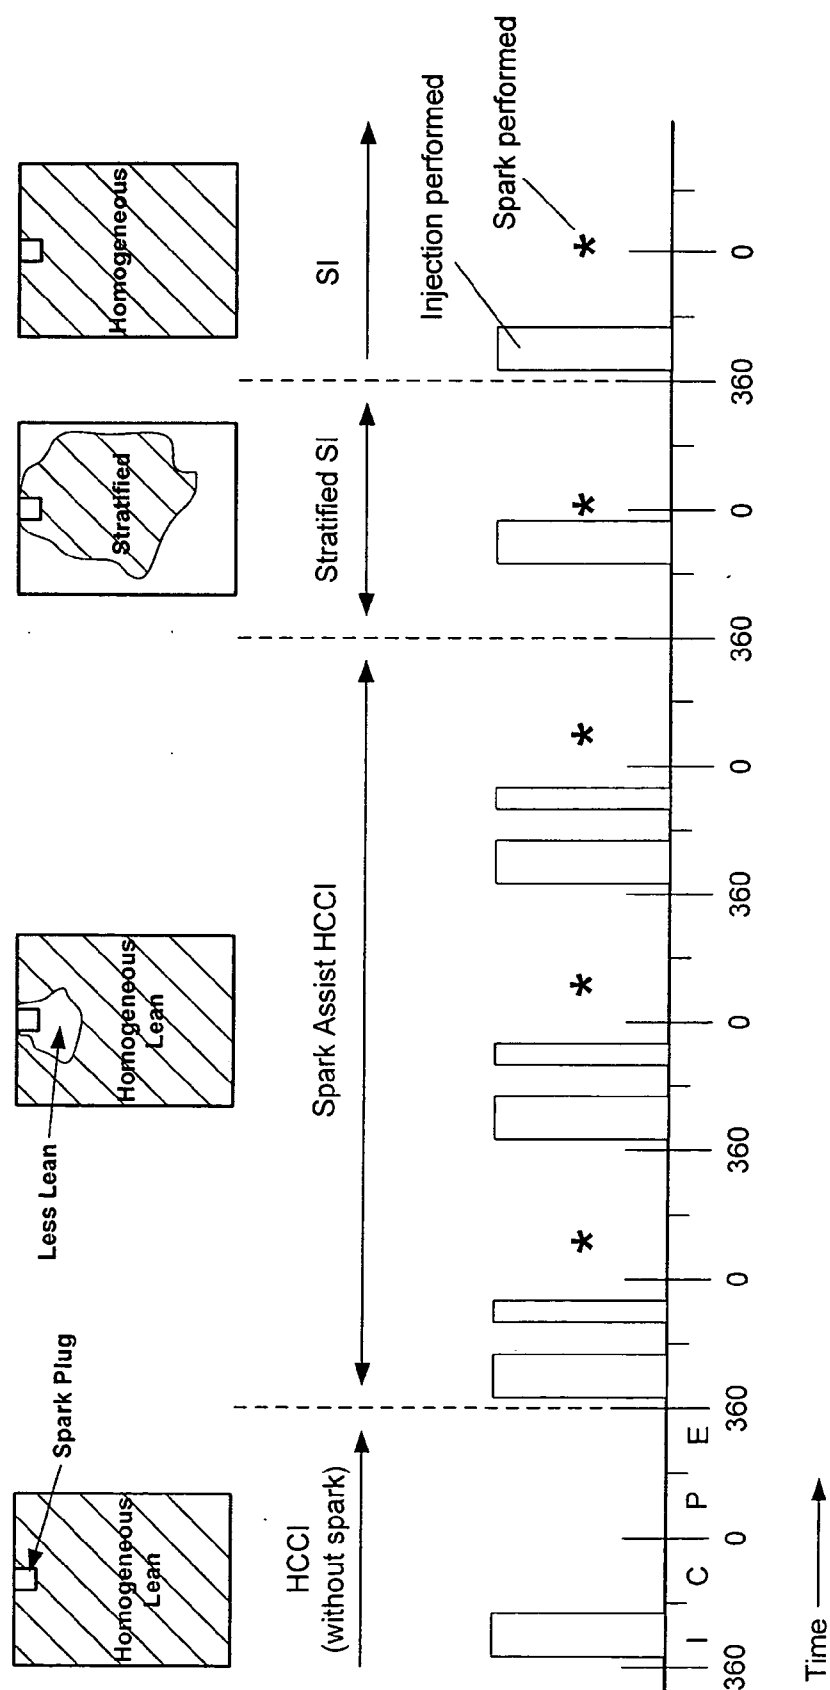 Homogeneous
Lean
Spark Plug
Less Lean
Homogeneous
Lean
Stratified
Homogeneous
HCCI
(without spark)
Spark Assist HCCI
Stratified SI
SI
Injection performed
Spark performed
* * * * *
I C P E
360 0 360 0 360 0 360 0 360 0 360 0
Time